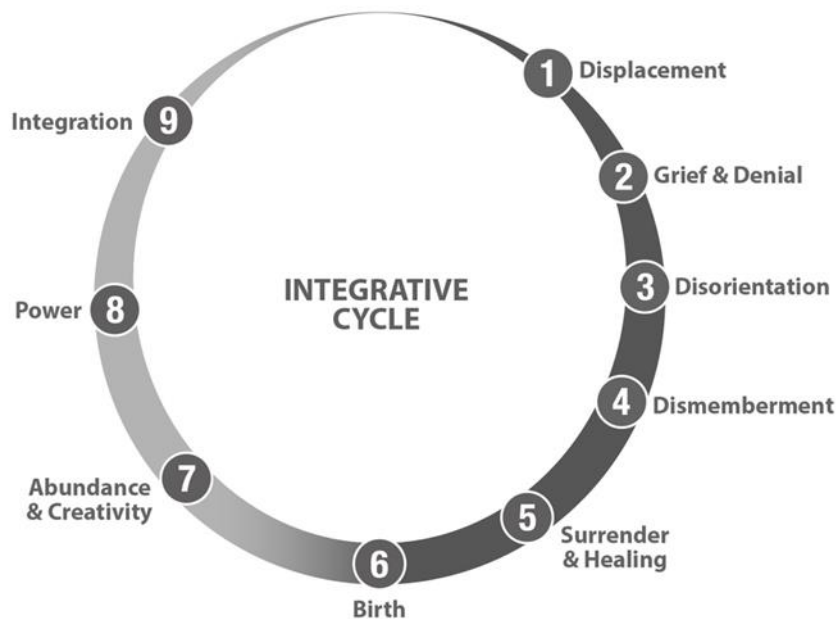 1 Displacement
2 Grief & Denial
3 Disorientation
4 Dismemberment
5 Surrender
& Healing
6
Birth
7 Abundance
& Creativity
8 Power
9 Integration
INTEGRATIVE
CYCLE